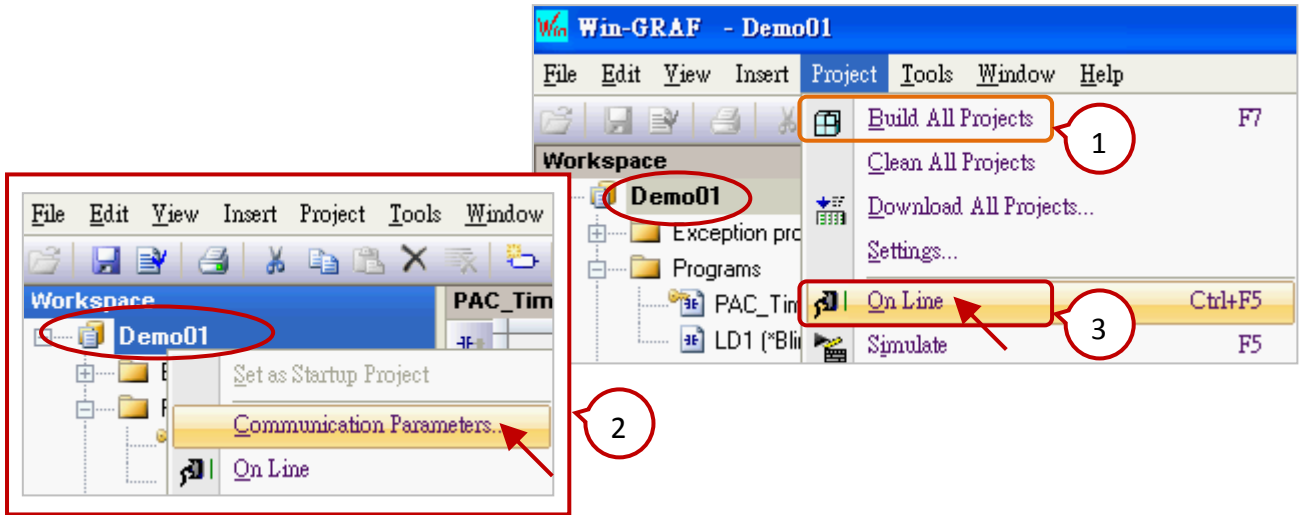 Win-GRAF - Demo01
File Edit View Insert Project Tools Window Help
Build All Projects F7
1
Clean All Projects
Workspace
Demo01
Download All Projects...
Exception pro
Settings...
Programs
PAC_Tim
On Line Ctrl+F5
3
LD1 (*Blin
Simulate F5
File Edit View Insert Project Tools Window
Workspace
PAC_Tim
Demo01
Set as Startup Project
Communication Parameters...
2
On Line